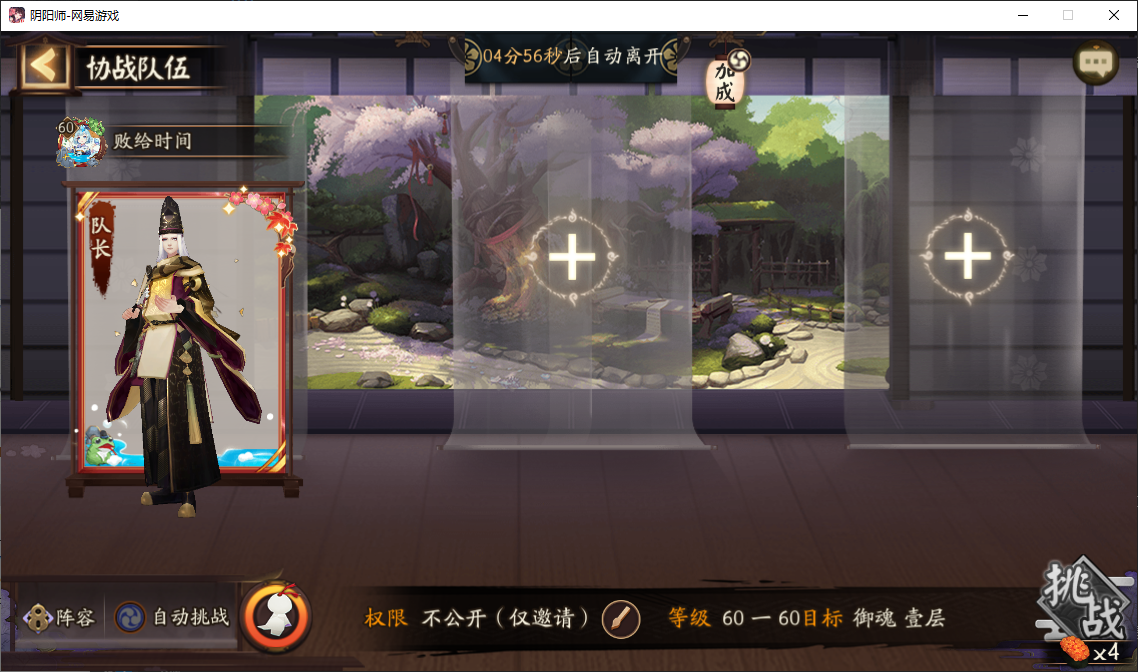 阴阳师-网易游戏
协战队伍
04分56秒后自动离开
加成
60
败给时间
队长
阵容
自动挑战
权限 不公开（仅邀请）
等级 60 一 60目标 御魂 壹层
挑战
x4